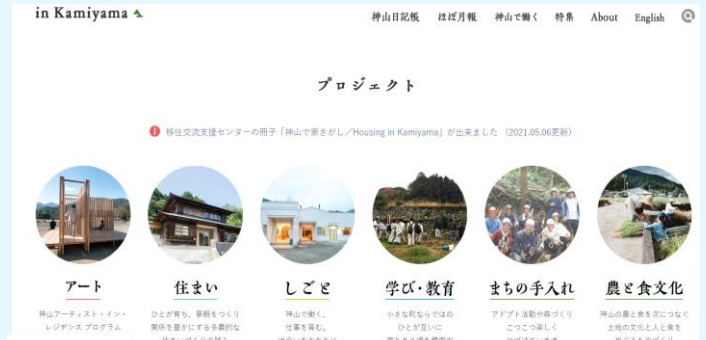 in Kamiyama
神山日記帳 ほぼ月報 神山で働く 特集 About English
プロジェクト
移住交流支援センターの冊子「神山で家さがし/Housing in Kamiyama」が出来ました (2021.05.06更新)
アート
神山アーティスト・イン・
レジデンス プログラム
住まい
ひとが育ち、景観をつくり
関係を豊かにする多義的な
しごと
神山で働く、
仕事を育む。
学び・教育
小さな町ならではの
ひとが互いに
まちの手入れ
アドプト活動や森づくり
こつこつ楽しく
農と食文化
神山の農と食を次につなぐ
土地の文化と人と食を